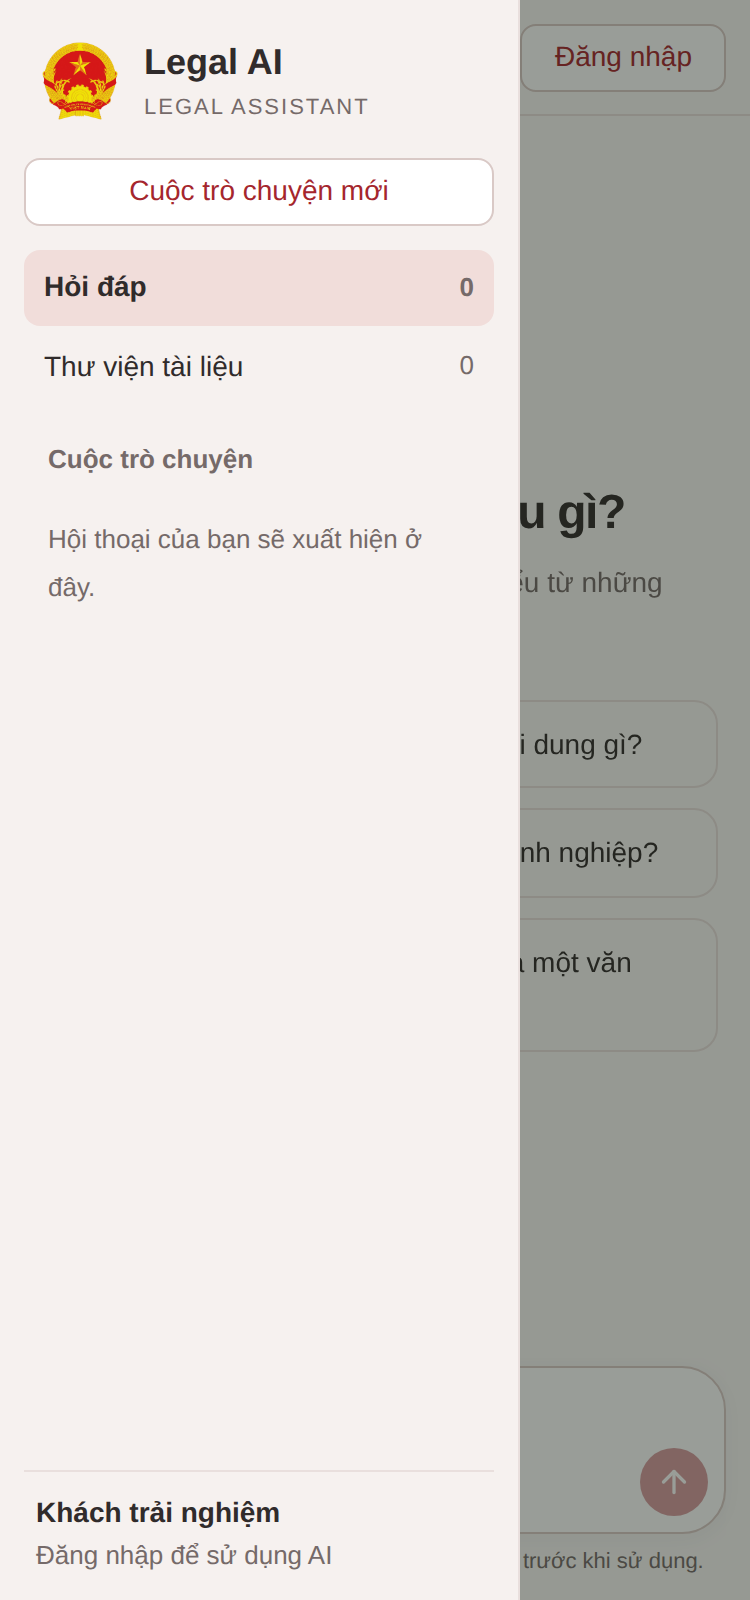 Legal AI
LEGAL ASSISTANT
Đăng nhập
Cuộc trò chuyện mới
Hỏi đáp 0
Thư viện tài liệu 0
Cuộc trò chuyện
Hội thoại của bạn sẽ xuất hiện ở
đây.
u gì?
từ những
dung gì?
nh nghiệp?
một văn
trước khi sử dụng.
Khách trải nghiệm
Đăng nhập để sử dụng AI